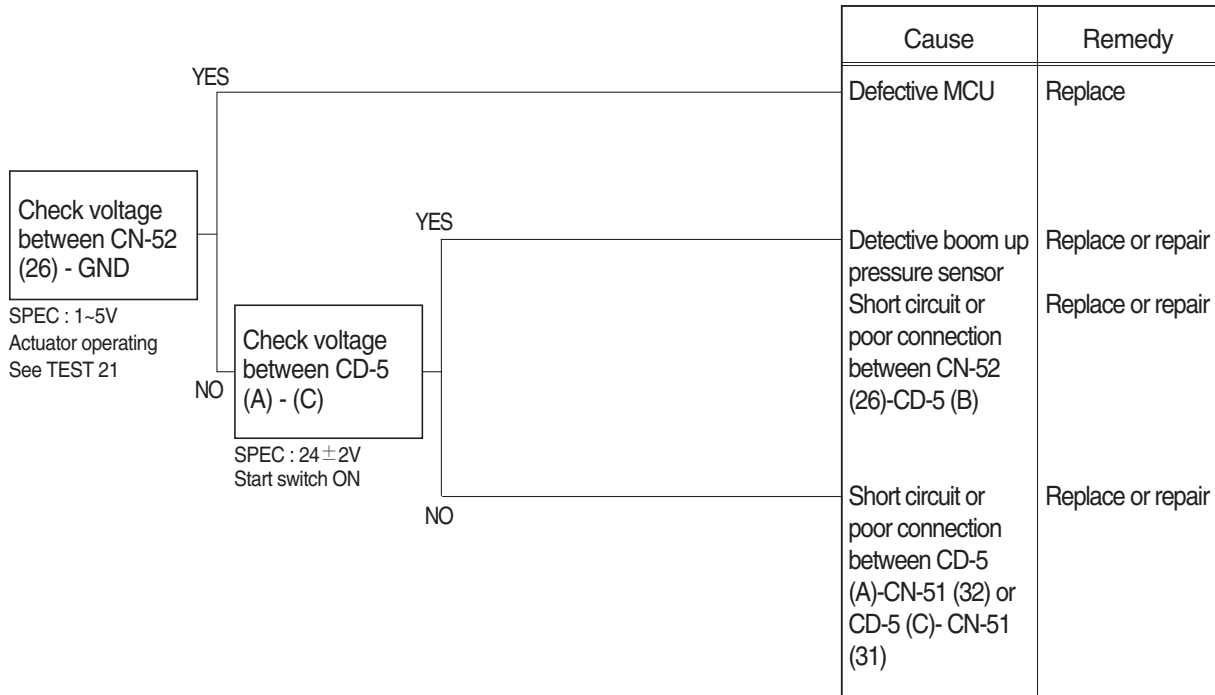 Cause Remedy
YES
Defective MCU Replace
Check voltage
between CN-52
(26) - GND
SPEC : 1~5V
Actuator operating
See TEST 21
YES
Detective boom up Replace or repair
pressure sensor
Short circuit or Replace or repair
poor connection
between CN-52
(26)-CD-5 (B)
NO
Check voltage
between CD-5
(A) - (C)
SPEC : 24±2V
Start switch ON
NO
Short circuit or Replace or repair
poor connection
between CD-5
(A)-CN-51 (32) or
CD-5 (C)- CN-51
(31)